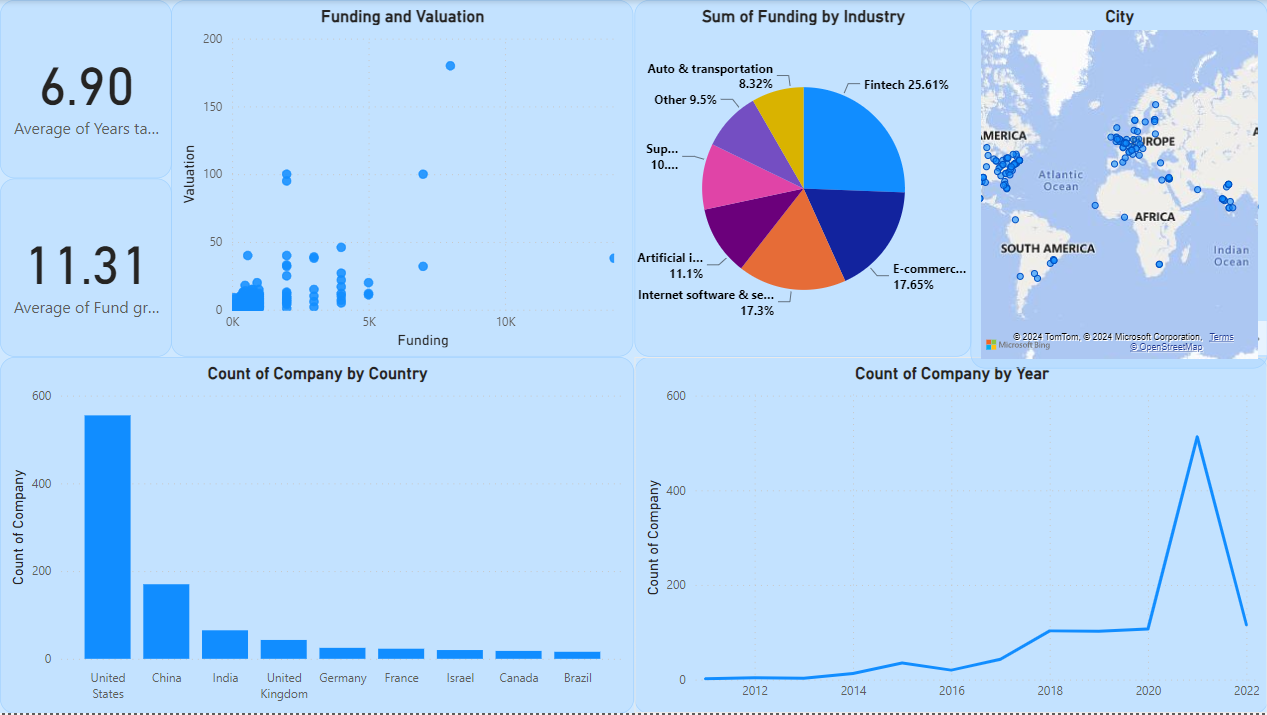 6.90
Average of Years ta...
11.31
Average of Fund gr...
Funding and Valuation
Valuation
200
150
100
50
0
0K
5K
10K
Funding
Sum of Funding by Industry
Auto & transportation
8.32%
Fintech 25.61%
Other 9.5%
Sup...
10....
Artificial i...
11.1%
E-commerc...
17.65%
Internet software & se...
17.3%
City
AMERICA
ROPE
A
Atlantic
Ocean
AFRICA
SOUTH AMERICA
Indian
Ocean
© 2024 TomTom, © 2024 Microsoft Corporation, Terms
Microsoft Bing
© OpenStreetMap
Count of Company by Country
Count of Company
600
400
200
0
United
States
China
India
United
Kingdom
Germany
France
Israel
Canada
Brazil
Count of Company by Year
Count of Company
600
400
200
0
2012
2014
2016
2018
2020
2022